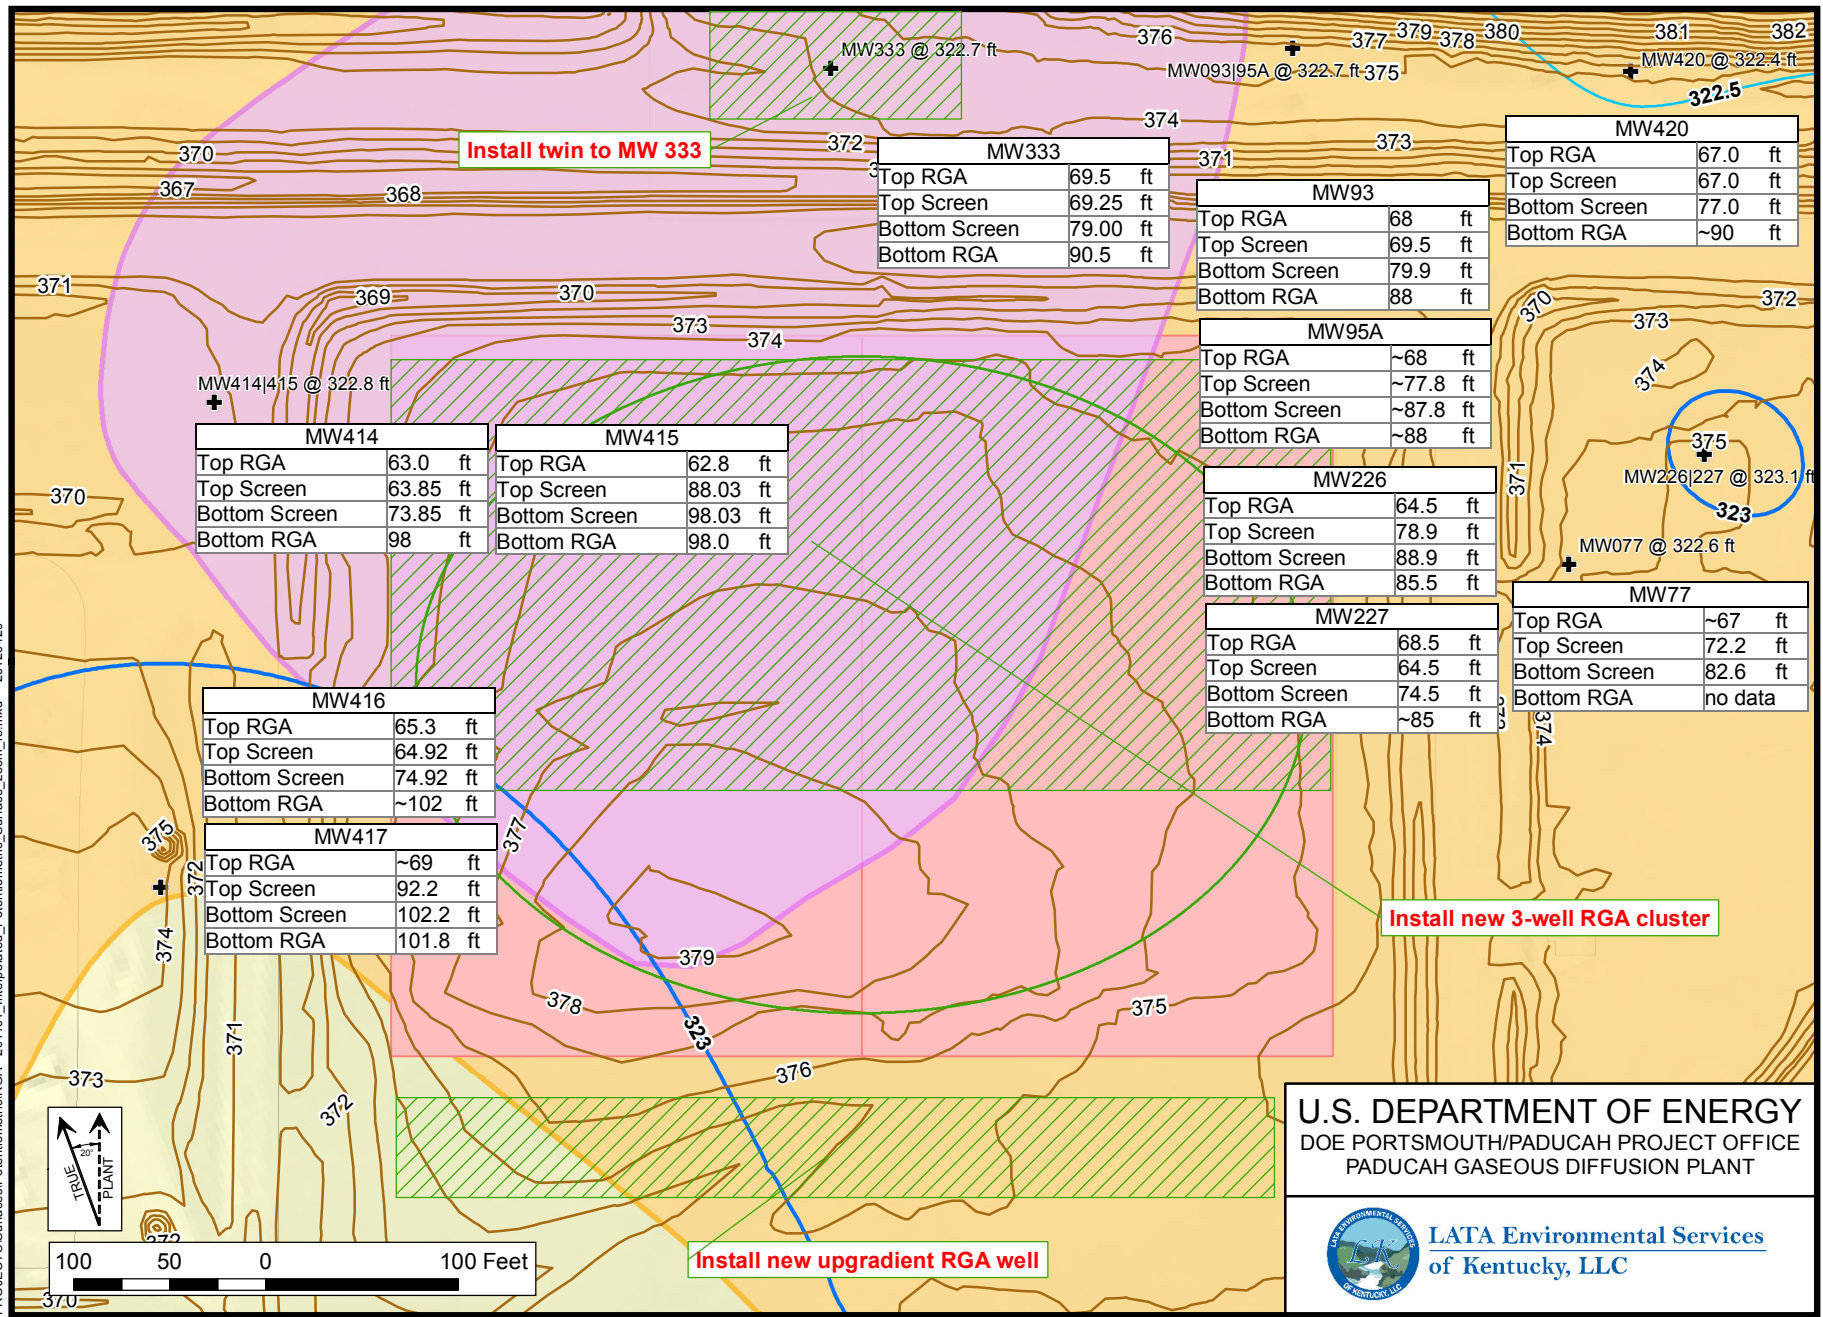 376
377
379
378
380
381
382
MW333 @ 322.7 ft
MW093|95A @ 322.7 ft
375
MW420 @ 322.4 ft
322.5
Install twin to MW 333
370
367
368
372
374
371
373
MW333
Top RGA 69.5 ft
Top Screen 69.25 ft
Bottom Screen 79.00 ft
Bottom RGA 90.5 ft
MW93
Top RGA 68 ft
Top Screen 69.5 ft
Bottom Screen 79.9 ft
Bottom RGA 88 ft
MW420
Top RGA 67.0 ft
Top Screen 67.0 ft
Bottom Screen 77.0 ft
Bottom RGA ~90 ft
371
369
370
373
374
370
372
373
374
MW95A
Top RGA ~68 ft
Top Screen ~77.8 ft
Bottom Screen ~87.8 ft
Bottom RGA ~88 ft
MW414|415 @ 322.8 ft
MW414
Top RGA 63.0 ft
Top Screen 63.85 ft
Bottom Screen 73.85 ft
Bottom RGA 98 ft
MW415
Top RGA 62.8 ft
Top Screen 88.03 ft
Bottom Screen 98.03 ft
Bottom RGA 98.0 ft
370
375
MW226|227 @ 323.1 ft
323
371
MW077 @ 322.6 ft
MW226
Top RGA 64.5 ft
Top Screen 78.9 ft
Bottom Screen 88.9 ft
Bottom RGA 85.5 ft
MW227
Top RGA 68.5 ft
Top Screen 64.5 ft
Bottom Screen 74.5 ft
Bottom RGA ~85 ft
MW77
Top RGA ~67 ft
Top Screen 72.2 ft
Bottom Screen 82.6 ft
Bottom RGA no data
374
MW416
Top RGA 65.3 ft
Top Screen 64.92 ft
Bottom Screen 74.92 ft
Bottom RGA ~102 ft
MW417
Top RGA ~69 ft
Top Screen 92.2 ft
Bottom Screen 102.2 ft
Bottom RGA 101.8 ft
375
372
374
377
379
378
323
375
376
Install new 3-well RGA cluster
371
373
372
372
370
TRUE
PLANT
20°
100 50 0 100 Feet
Install new upgradient RGA well
U.S. DEPARTMENT OF ENERGY
DOE PORTSMOUTH/PADUCAH PROJECT OFFICE
PADUCAH GASEOUS DIFFUSION PLANT
LATA ENVIRONMENTAL SERVICES
LK
OF KENTUCKY, LLC
LATA Environmental Services
of Kentucky, LLC